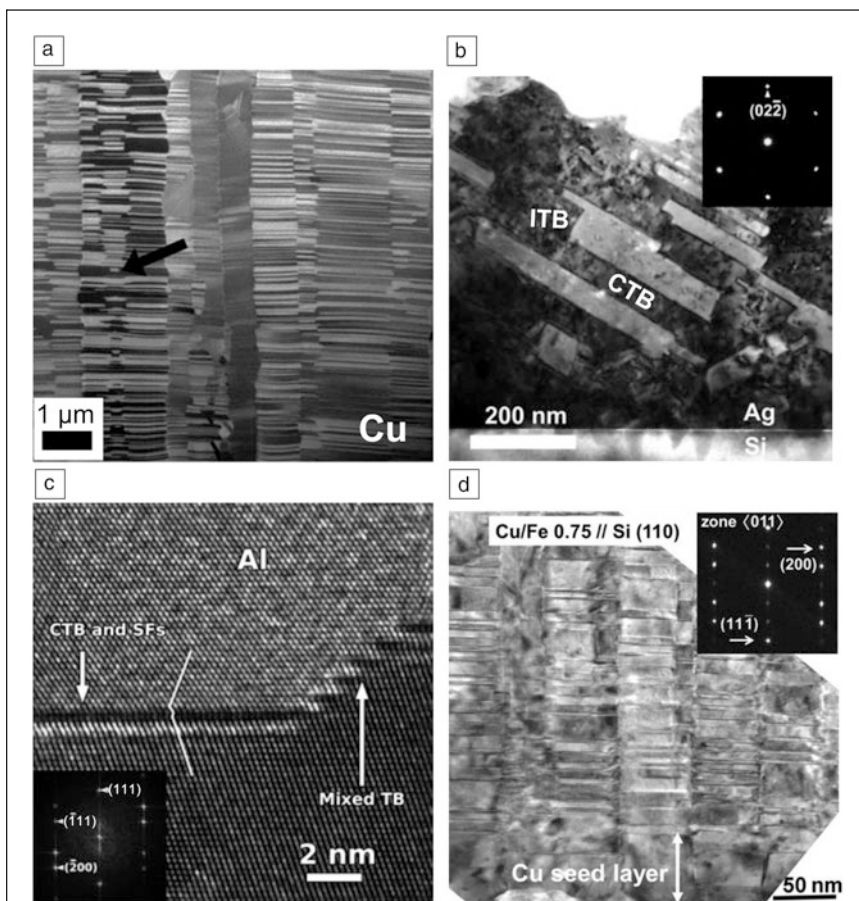 a
1 µm
Cu
b
(022̄)
ITB
CTB
200 nm
Ag
Si
c
Al
CTB and SFs
Mixed TB
(111)
(1̄11)
(2̄00)
2 nm
d
Cu/Fe 0.75 // Si (110)
zone ⟨011⟩
(200)
(111̄)
Cu seed layer
50 nm